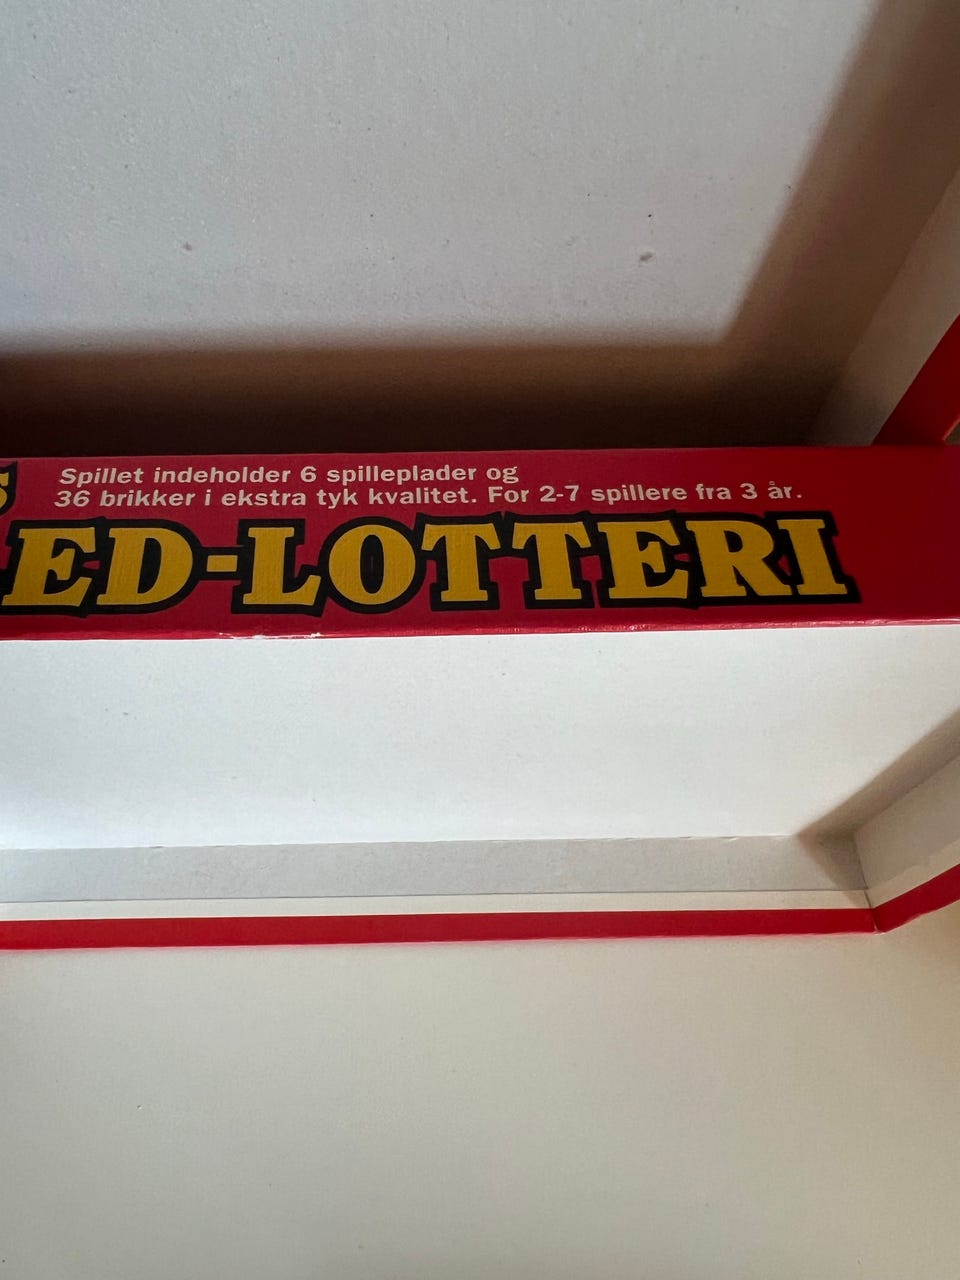 Spillet indeholder 6 spilleplader og
36 brikker i ekstra tyk kvalitet. For 2-7 spillere fra 3 år.
S
ED-LOTTERI